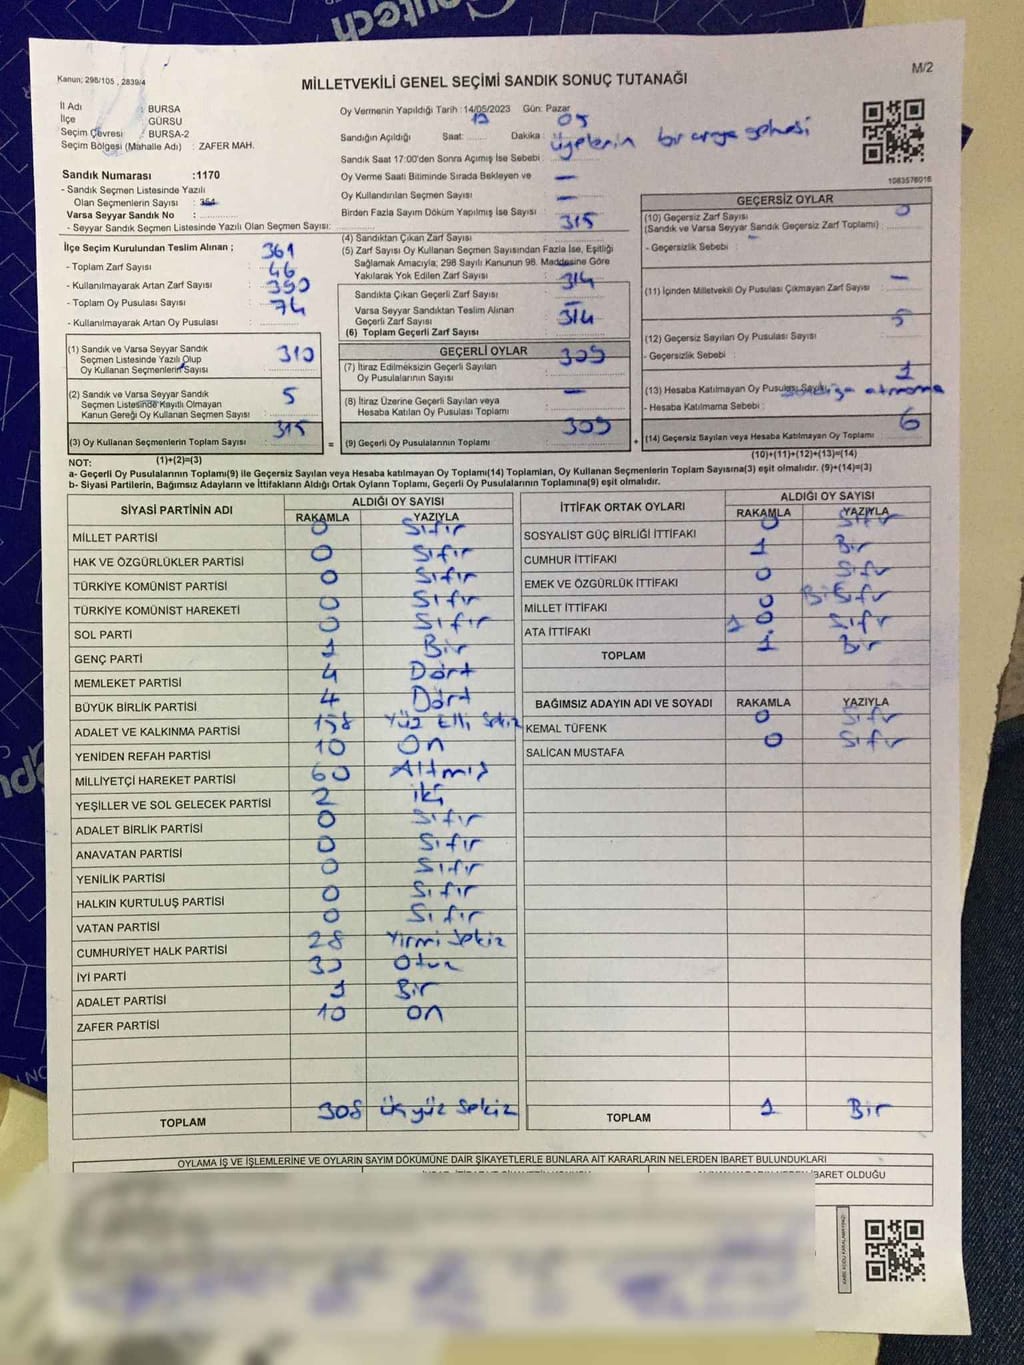 Coutech
Kanun; 298/105 , 2839/4
MİLLETVEKİLİ GENEL SEÇİMİ SANDIK SONUÇ TUTANAĞI
M/2
İl Adı : BURSA
İlçe : GÜRSU
Seçim Çevresi : BURSA-2
Seçim Bölgesi (Mahalle Adı) : ZAFER MAH.
Sandık Numarası :1170
- Sandık Seçmen Listesinde Yazılı
Olan Seçmenlerin Sayısı : 354
Varsa Seyyar Sandık No :
- Seyyar Sandık Seçmen Listesinde Yazılı Olan Seçmen Sayısı:
Oy Vermenin Yapıldığı Tarih : 14/05/2023 Gün: Pazar
Sandığın Açıldığı Saat: Dakika : 05
Sandık Saat 17:00'den Sonra Açımış İse Sebebi : üyelerin bir araya gelmesi
Oy Verme Saati Bitiminde Sırada Bekleyen ve
Oy Kullandırılan Seçmen Sayısı —
Birden Fazla Sayım Döküm Yapılmış İse Sayısı : —
1083576016
İlçe Seçim Kurulundan Teslim Alınan ;
- Toplam Zarf Sayısı : 361
- Kullanılmayarak Artan Zarf Sayısı : 46
- Toplam Oy Pusulası Sayısı : 390
- Kullanılmayarak Artan Oy Pusulası : 74
(1) Sandık ve Varsa Seyyar Sandık
Seçmen Listesinde Yazılı Olup
Oy Kullanan Seçmenlerin Sayısı : 310
(2) Sandık ve Varsa Seyyar Sandık
Seçmen Listesinde Kayıtlı Olmayan
Kanun Gereği Oy Kullanan Seçmen Sayısı : 5
(3) Oy Kullanan Seçmenlerin Toplam Sayısı : 315
(1)+(2)=(3)
(4) Sandıktan Çıkan Zarf Sayısı : 315
(5) Zarf Sayısı Oy Kullanan Seçmen Sayısından Fazla İse, Eşitliği
Sağlamak Amacıyla; 298 Sayılı Kanunun 98. Maddesine Göre
Yakılarak Yok Edilen Zarf Sayısı : —
Sandıkta Çıkan Geçerli Zarf Sayısı : 314
Varsa Seyyar Sandıktan Teslim Alınan
Geçerli Zarf Sayısı : —
(6) Toplam Geçerli Zarf Sayısı : 314
GEÇERLİ OYLAR
(7) İtiraz Edilmeksizin Geçerli Sayılan
Oy Pusulalarının Sayısı : 309
(8) İtiraz Üzerine Geçerli Sayılan veya
Hesaba Katılan Oy Pusulası Toplamı : —
= (9) Geçerli Oy Pusulalarının Toplamı : 309
GEÇERSİZ OYLAR
(10) Geçersiz Zarf Sayısı 0
(Sandık ve Varsa Seyyar Sandık Geçersiz Zarf Toplamı) :
- Geçersizlik Sebebi : —
(11) İçinden Milletvekili Oy Pusulası Çıkmayan Zarf Sayısı : —
(12) Geçersiz Sayılan Oy Pusulası Sayısı : 5
- Geçersizlik Sebebi :
(13) Hesaba Katılmayan Oy Pusulası Sayısı : 1
- Hesaba Katılmama Sebebi : sandığa atmama
+ (14) Geçersiz Sayılan veya Hesaba Katılmayan Oy Toplamı : 6
(10)+(11)+(12)+(13)=(14)
NOT:
a- Geçerli Oy Pusulalarının Toplamı(9) ile Geçersiz Sayılan veya Hesaba katılmayan Oy Toplamı(14) Toplamları, Oy Kullanan Seçmenlerin Toplam Sayısına(3) eşit olmalıdır. (9)+(14)=(3)
b- Siyasi Partilerin, Bağımsız Adayların ve İttifakların Aldığı Ortak Oyların Toplamı, Geçerli Oy Pusulalarının Toplamına(9) eşit olmalıdır.
SİYASİ PARTİNİN ADI ALDIĞI OY SAYISI
RAKAMLA YAZIYLA
MİLLET PARTİSİ 0 Sıfır
HAK VE ÖZGÜRLÜKLER PARTİSİ 0 Sıfır
TÜRKİYE KOMÜNİST PARTİSİ 0 Sıfır
TÜRKİYE KOMÜNİST HAREKETİ 0 Sıfır
SOL PARTİ 0 Sıfır
GENÇ PARTİ 1 Bir
MEMLEKET PARTİSİ 4 Dört
BÜYÜK BİRLİK PARTİSİ 4 Dört
ADALET VE KALKINMA PARTİSİ 158 Yüz Elli Sekiz
YENİDEN REFAH PARTİSİ 10 On
MİLLİYETÇİ HAREKET PARTİSİ 60 Altmış
YEŞİLLER VE SOL GELECEK PARTİSİ 2 iki
ADALET BİRLİK PARTİSİ 0 Sıfır
ANAVATAN PARTİSİ 0 Sıfır
YENİLİK PARTİSİ 0 Sıfır
HALKIN KURTULUŞ PARTİSİ 0 Sıfır
VATAN PARTİSİ 0 Sıfır
CUMHURİYET HALK PARTİSİ 28 Yirmi Sekiz
İYİ PARTİ 30 Otuz
ADALET PARTİSİ 1 Bir
ZAFER PARTİSİ 10 On
TOPLAM 308 üç yüz Sekiz
İTTİFAK ORTAK OYLARI ALDIĞI OY SAYISI
RAKAMLA YAZIYLA
SOSYALİST GÜÇ BİRLİĞİ İTTİFAKI 0 Sıfır
CUMHUR İTTİFAKI 1 Bir
EMEK VE ÖZGÜRLÜK İTTİFAKI 0 Sıfır
MİLLET İTTİFAKI 0 Sıfır
ATA İTTİFAKI 0 Sıfır
TOPLAM 1 Bir
BAĞIMSIZ ADAYIN ADI VE SOYADI RAKAMLA YAZIYLA
KEMAL TÜFENK 0 Sıfır
SALİCAN MUSTAFA 0 Sıfır
TOPLAM 1 Bir
OYLAMA İŞ VE İŞLEMLERİNE VE OYLARIN SAYIM DÖKÜMÜNE DAİR ŞİKAYETLERLE BUNLARA AİT KARARLARIN NELERDEN İBARET BULUNDUKLARI
İBARET OLDUĞU